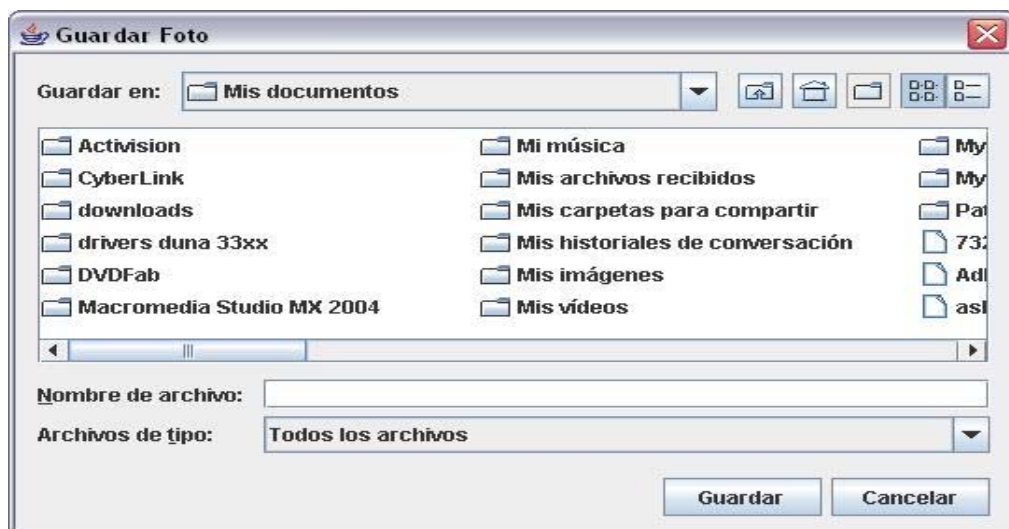 Guardar Foto
Guardar en: Mis documentos
Activision
CyberLink
downloads
drivers duna 33xx
DVDFab
Macromedia Studio MX 2004
Mi música
Mis archivos recibidos
Mis carpetas para compartir
Mis historiales de conversación
Mis imágenes
Mis vídeos
My
My
Nombre de archivo:
Archivos de tipo: Todos los archivos
Guardar Cancelar